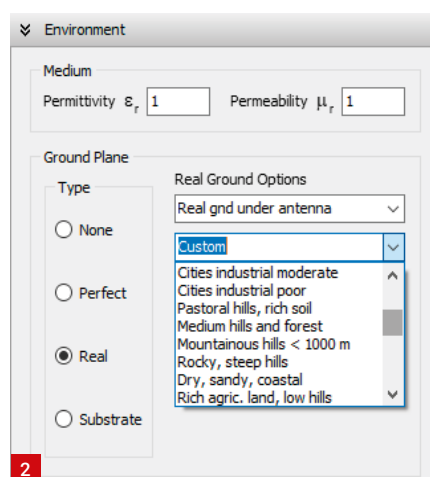 Environment
Medium
Permittivity εr 1 Permeability μr 1
Ground Plane
Type
Real Ground Options
Real gnd under antenna
None
Custom
Cities industrial moderate
Cities industrial poor
Perfect
Pastoral hills, rich soil
Medium hills and forest
Mountainous hills < 1000 m
Real
Rocky, steep hills
Dry, sandy, coastal
Rich agric. land, low hills
Substrate
2